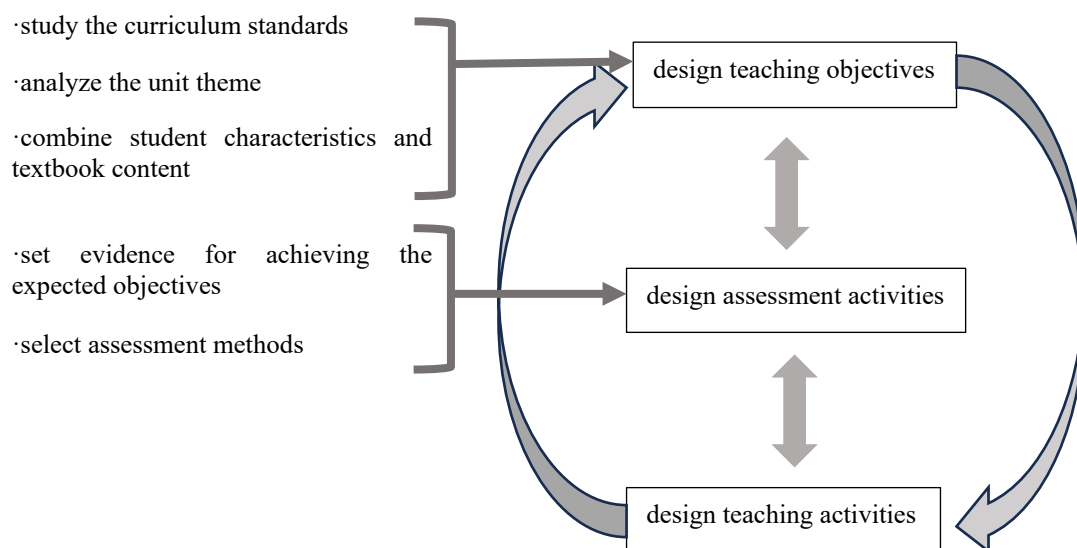 ·study the curriculum standards
·analyze the unit theme
·combine student characteristics and
textbook content
·set evidence for achieving the
expected objectives
·select assessment methods
design teaching objectives
design assessment activities
design teaching activities